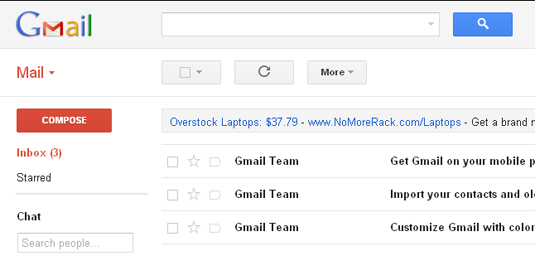 Gmail
Mail
More
COMPOSE
Overstock Laptops: $37.79 - www.NoMoreRack.com/Laptops - Get a brand n
Inbox (3)
Gmail Team Get Gmail on your mobile p
Starred
Gmail Team Import your contacts and ol
Chat
Gmail Team Customize Gmail with color
Search people...